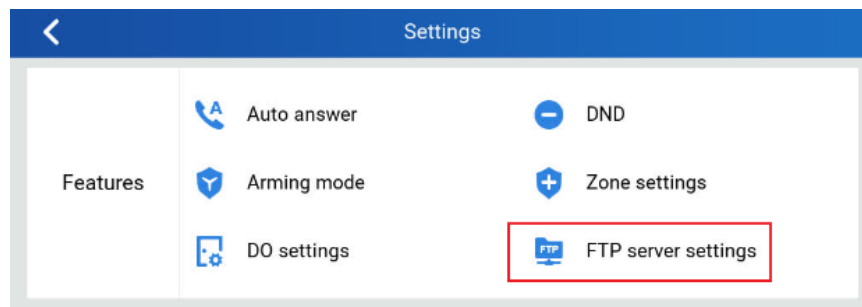 Settings
Auto answer
DND
Features
Arming mode
Zone settings
DO settings
FTP
FTP server settings